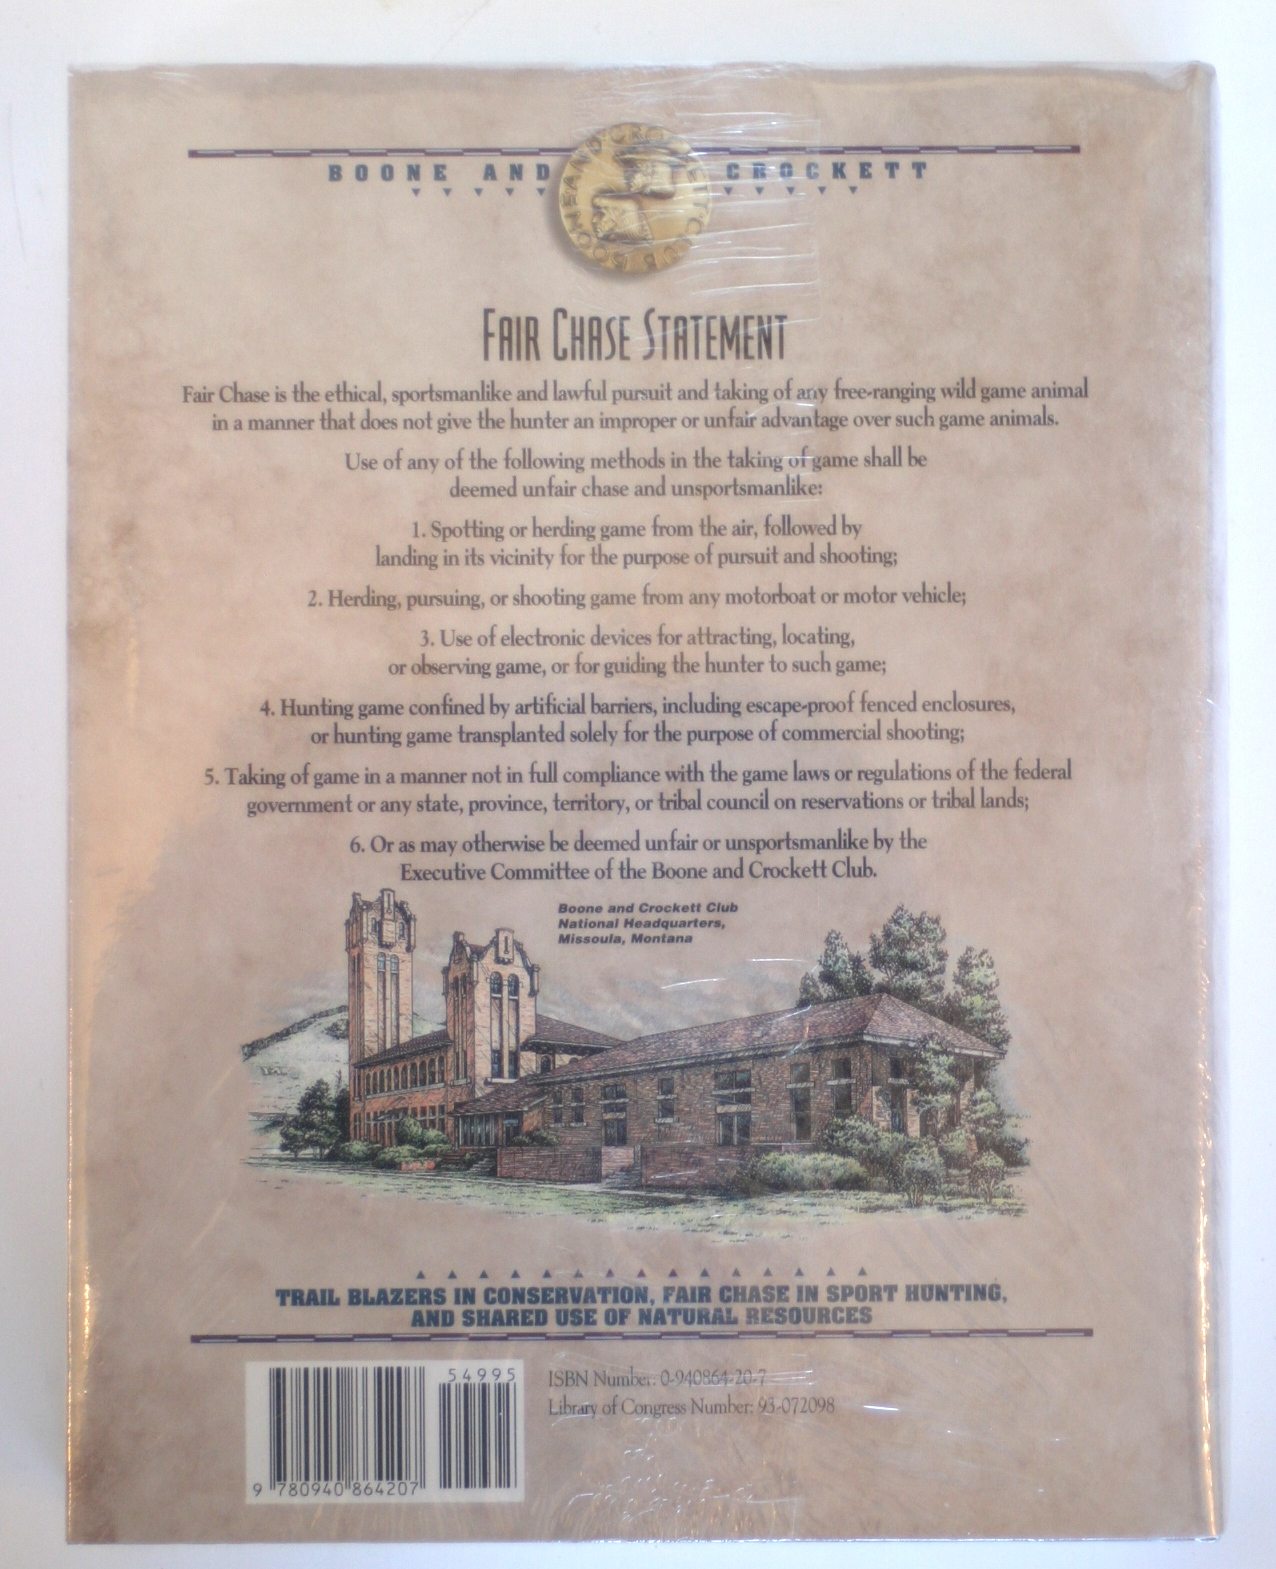 BOONE AND CROCKETT
BOONE AND CROCKETT CLUB
FAIR CHASE STATEMENT
Fair Chase is the ethical, sportsmanlike and lawful pursuit and taking of any free-ranging wild game animal
in a manner that does not give the hunter an improper or unfair advantage over such game animals.
Use of any of the following methods in the taking of game shall be
deemed unfair chase and unsportsmanlike:
1. Spotting or herding game from the air, followed by
landing in its vicinity for the purpose of pursuit and shooting;
2. Herding, pursuing, or shooting game from any motorboat or motor vehicle;
3. Use of electronic devices for attracting, locating,
or observing game, or for guiding the hunter to such game;
4. Hunting game confined by artificial barriers, including escape-proof fenced enclosures,
or hunting game transplanted solely for the purpose of commercial shooting;
5. Taking of game in a manner not in full compliance with the game laws or regulations of the federal
government or any state, province, territory, or tribal council on reservations or tribal lands;
6. Or as may otherwise be deemed unfair or unsportsmanlike by the
Executive Committee of the Boone and Crockett Club.
Boone and Crockett Club
National Headquarters,
Missoula, Montana
TRAIL BLAZERS IN CONSERVATION, FAIR CHASE IN SPORT HUNTING,
AND SHARED USE OF NATURAL RESOURCES
54995
9 780940 864207
ISBN Number: 0-940864-20-7
Library of Congress Number: 93-072098